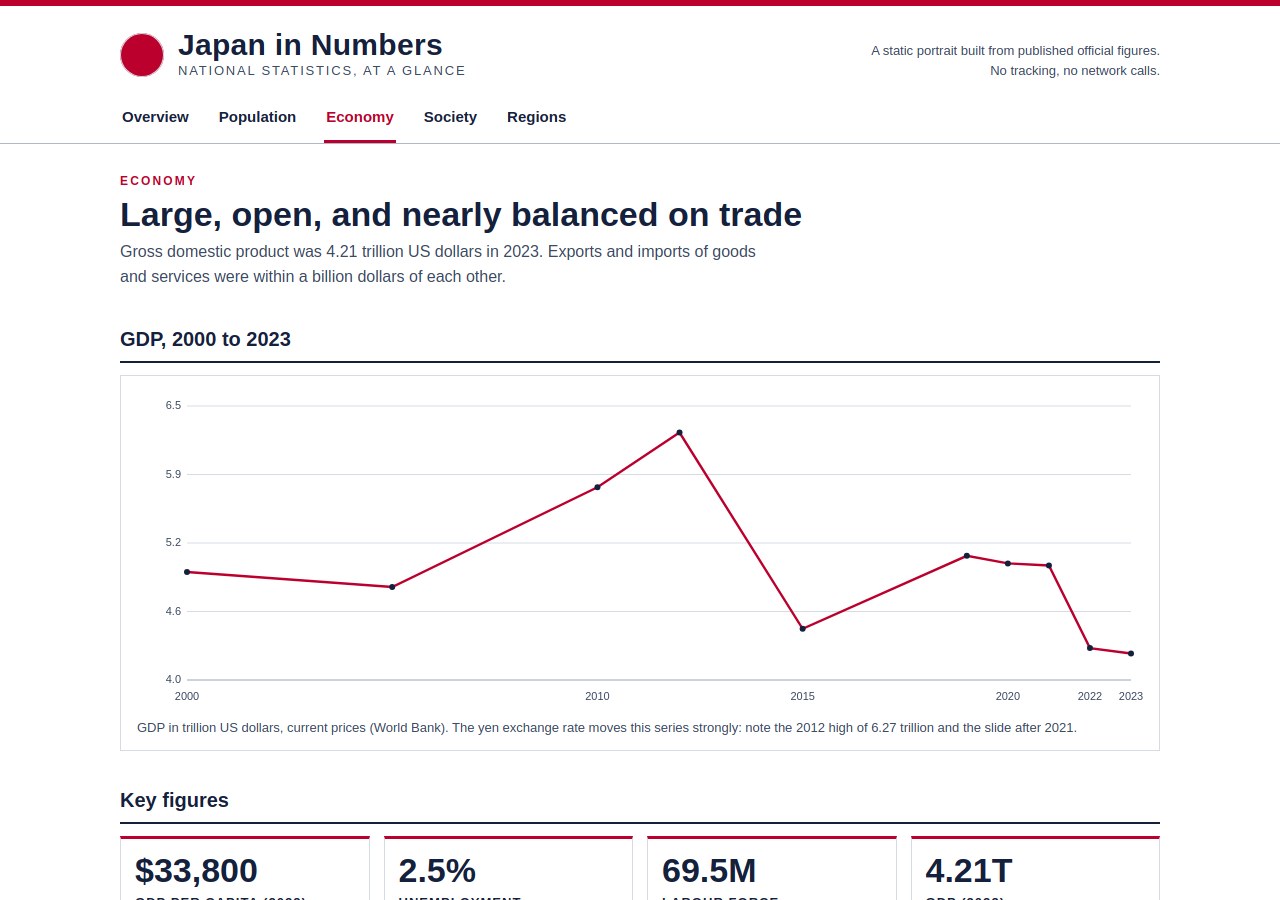 Japan in Numbers
NATIONAL STATISTICS, AT A GLANCE
A static portrait built from published official figures.
No tracking, no network calls.
Overview Population Economy Society Regions
ECONOMY
Large, open, and nearly balanced on trade
Gross domestic product was 4.21 trillion US dollars in 2023. Exports and imports of goods
and services were within a billion dollars of each other.
GDP, 2000 to 2023
6.5
5.9
5.2
4.6
4.0
2000 2010 2015 2020 2022 2023
GDP in trillion US dollars, current prices (World Bank). The yen exchange rate moves this series strongly: note the 2012 high of 6.27 trillion and the slide after 2021.
Key figures
$33,800 2.5% 69.5M 4.21T